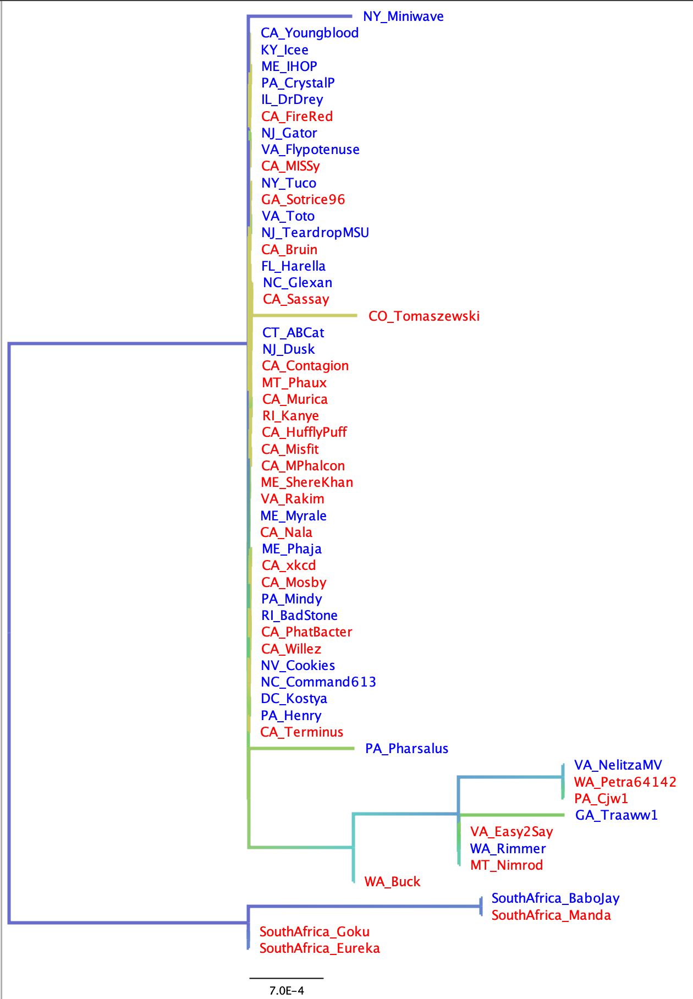 NY_Miniwave
CA_Youngblood
KY_Icee
ME_IHOP
PA_CrystalP
IL_DrDrey
CA_FireRed
NJ_Gator
VA_Flypotenuse
CA_MISSy
NY_Tuco
GA_Sotrice96
VA_Toto
NJ_TeardropMSU
CA_Bruin
FL_Harella
NC_Glexan
CA_Sassay
CO_Tomaszewski
CT_ABCat
NJ_Dusk
CA_Contagion
MT_Phaux
CA_Murica
RI_Kanye
CA_HufflyPuff
CA_Misfit
CA_MPhalcon
ME_ShereKhan
VA_Rakim
ME_Myrale
CA_Nala
ME_Phaja
CA_xkcd
CA_Mosby
PA_Mindy
RI_BadStone
CA_PhatBacter
CA_Willez
NV_Cookies
NC_Command613
DC_Kostya
PA_Henry
CA_Terminus
PA_Pharsalus
VA_NelitzaMV
WA_Petra64142
PA_Cjw1
GA_Traaww1
VA_Easy2Say
WA_Rimmer
MT_Nimrod
WA_Buck
SouthAfrica_BaboJay
SouthAfrica_Manda
SouthAfrica_Goku
SouthAfrica_Eureka
7.0E-4